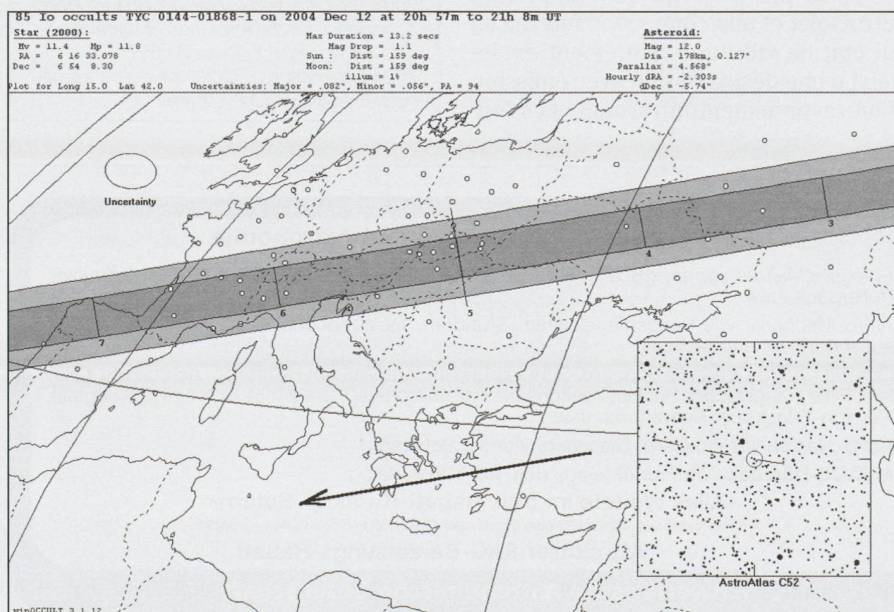 85 Io occults TYC 0144-01868-1 on 2004 Dec 12 at 20h 57m to 21h 8m UT
Star (2000):
Mv = 11.4 Mp = 11.8
RA = 6 16 33.078
Dec = 6 54 8.30
Plot for Long 15.0 Lat 42.0
Max Duration = 13.2 secs
Mag Drop = 1.1
Sun : Dist = 159 deg
Moon: Dist = 159 deg
illum = 1%
Uncertainties: Major = .082", Minor = .056", PA = 94
Asteroid:
Mag = 12.0
Dia = 178km, 0.127"
Parallax = 4.568"
Hourly dRA = -2.303s
dDec = -5.74"
Uncertainty
3
4
5
6
7
AstroAtlas C52
winOCCULT 3.1.12